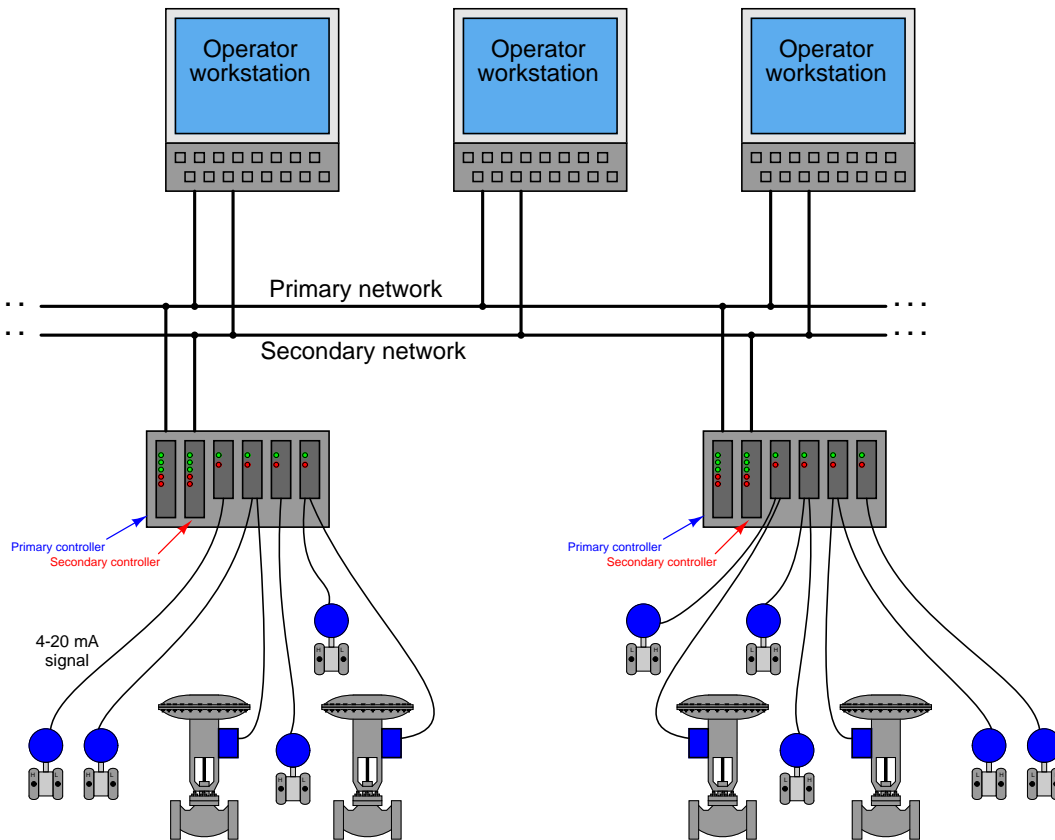 Operator
workstation
Operator
workstation
Operator
workstation
Primary network
Secondary network
Primary controller
Secondary controller
Primary controller
Secondary controller
4-20 mA
signal
H L
H L
H L
H L
H L
H L
L H
L H
H L